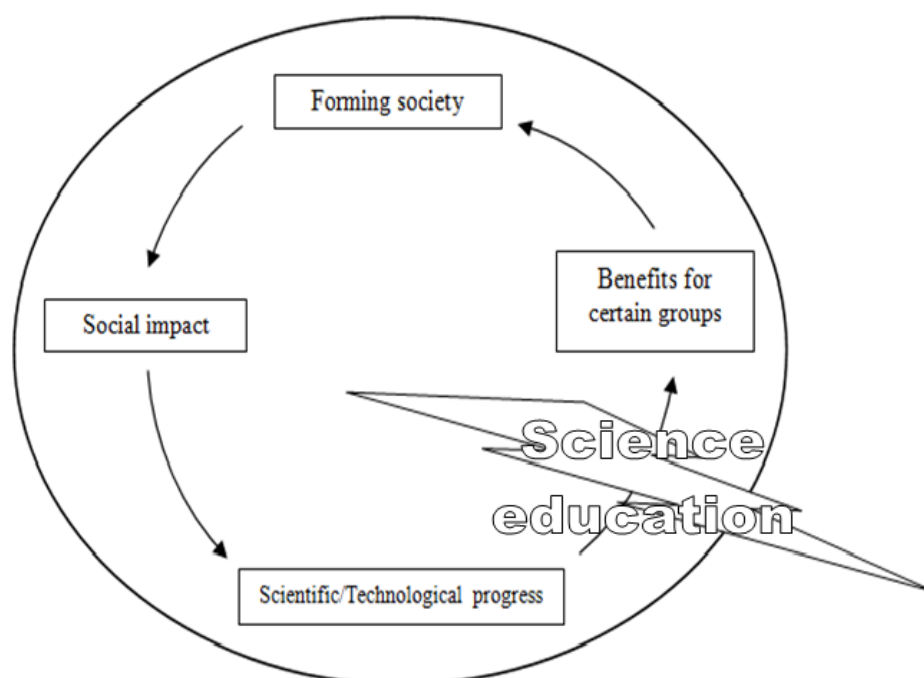 Forming society
Benefits for
certain groups
Social impact
Science
education
Scientific/Technological progress